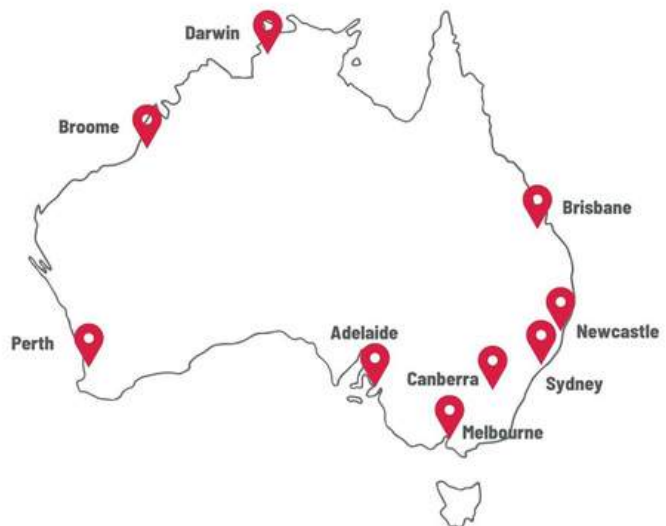 Darwin
Broome
Brisbane
Newcastle
Adelaide
Perth
Canberra
Sydney
Melbourne